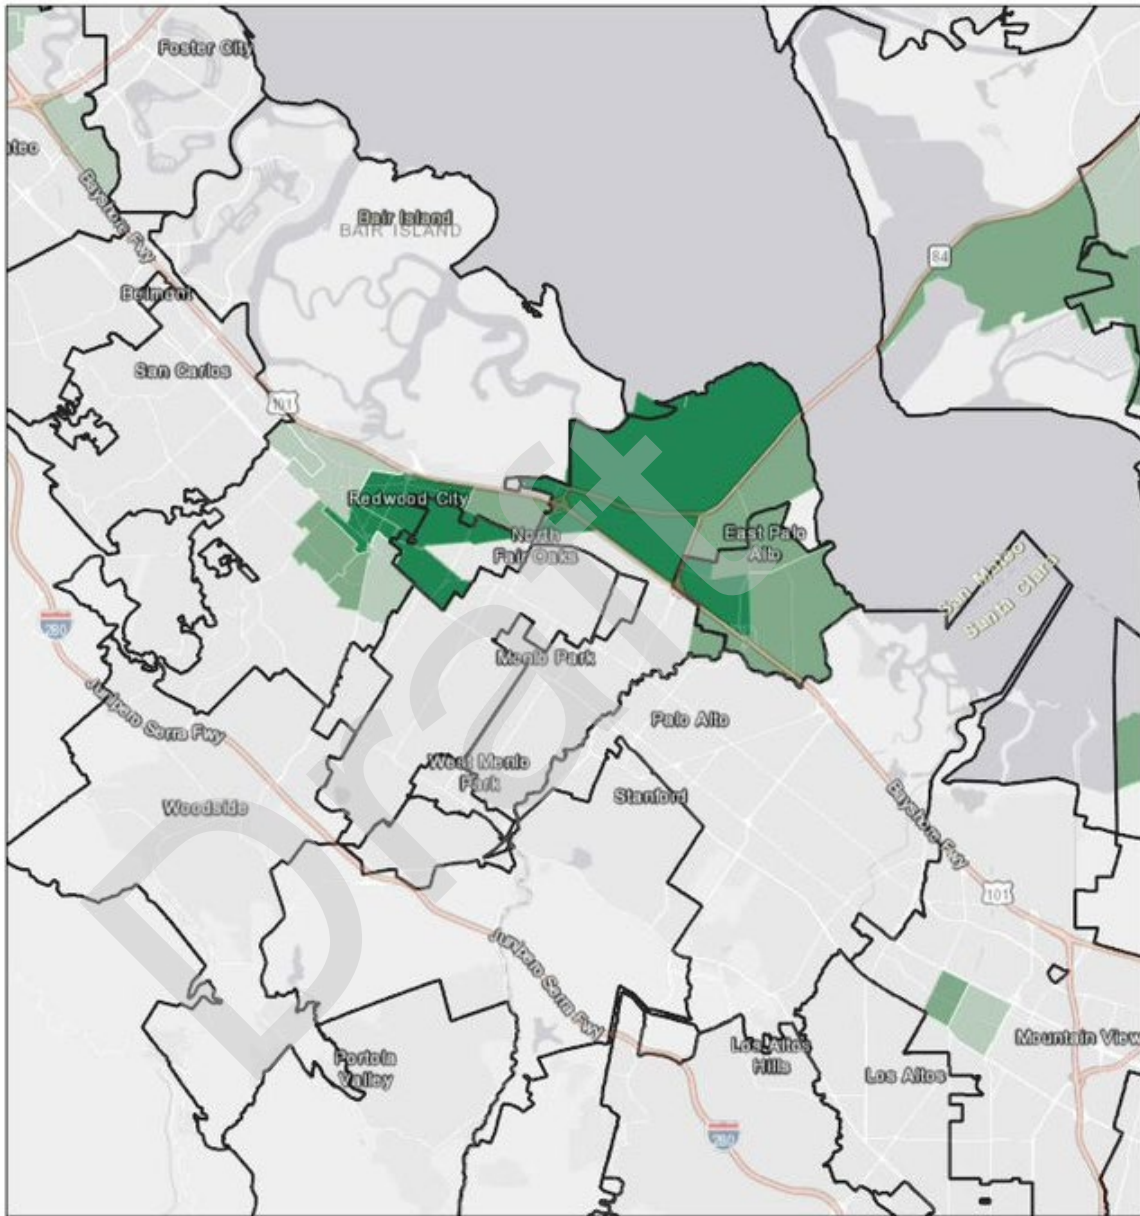 Foster City
ateo
Bayshore Fwy
Bair Island
BAIR ISLAND
84
Belmont
San Carlos
101
Redwood City
North
Fair Oaks
East Palo
Alto
San Mateo
Santa Clara
280
Menlo Park
Junipero Serra Fwy
Palo Alto
West Menlo
Park
Stanford
Woodside
Bayshore Fwy
101
Junipero Serra Fwy
Portola
Valley
Los Altos
Hills
Los Altos
Mountain View
280
Draft